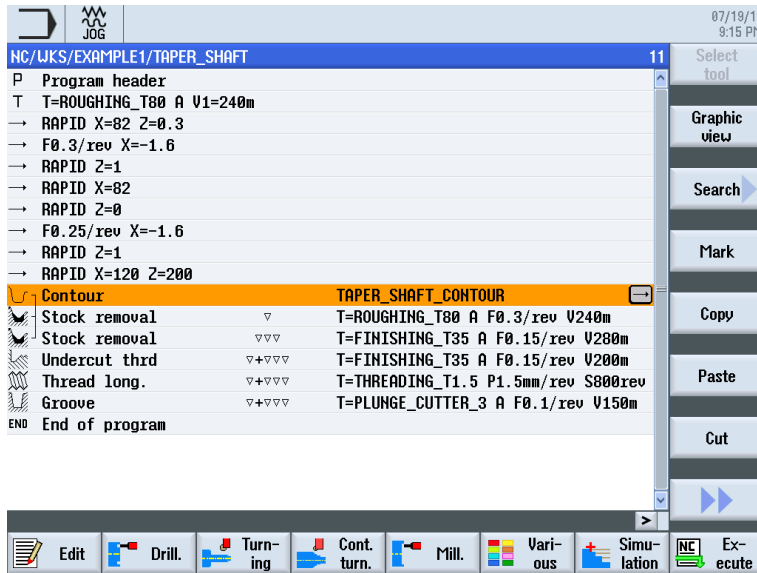 JOG
07/19/1
9:15 PM
NC/WKS/EXAMPLE1/TAPER_SHAFT 11
P Program header
T T=ROUGHING_T80 A V1=240m
→ RAPID X=82 Z=0.3
→ F0.3/rev X=-1.6
→ RAPID Z=1
→ RAPID X=82
→ RAPID Z=0
→ F0.25/rev X=-1.6
→ RAPID Z=1
→ RAPID X=120 Z=200
Contour TAPER_SHAFT_CONTOUR →
Stock removal ▽ T=ROUGHING_T80 A F0.3/rev V240m
Stock removal ▽▽▽ T=FINISHING_T35 A F0.15/rev V280m
Undercut thrd ▽+▽▽▽ T=FINISHING_T35 A F0.15/rev V200m
Thread long. ▽+▽▽▽ T=THREADING_T1.5 P1.5mm/rev S800rev
Groove ▽+▽▽▽ T=PLUNGE_CUTTER_3 A F0.1/rev V150m
END End of program
Select
tool
Graphic
view
Search
Mark
Copy
Paste
Cut
>
Edit
Drill.
Turn-
ing
Cont.
turn.
Mill.
Vari-
ous
Simu-
lation
NC
Ex-
ecute